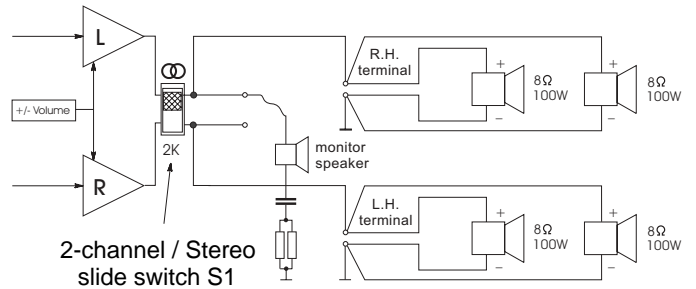 L
+/- Volume
R
2K
2-channel / Stereo
slide switch S1
monitor
speaker
R.H.
terminal
+
−
8Ω
100W
+
−
8Ω
100W
L.H.
terminal
+
−
8Ω
100W
+
−
8Ω
100W